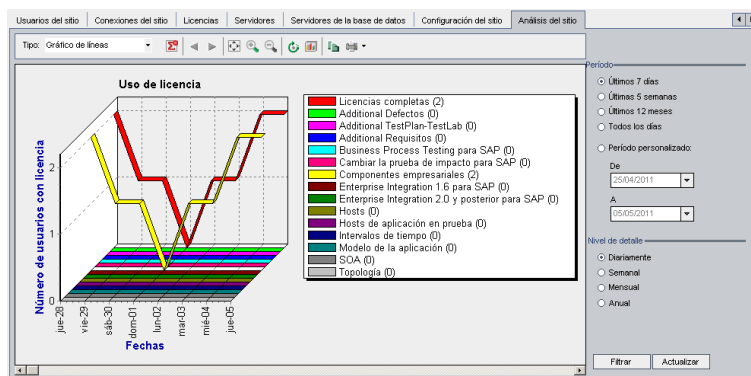 Usuarios del sitio Conexiones del sitio Licencias Servidores Servidores de la base de datos Configuración del sitio Análisis del sitio
Tipo: Gráfico de líneas
Uso de licencia
Número de usuarios con licencia
2
1
0
jue-28
vie-29
sáb-30
dom-01
lun-02
mar-03
mié-04
jue-05
Fechas
Licencias completas (2)
Additional Defectos (0)
Additional TestPlan-TestLab (0)
Additional Requisitos (0)
Business Process Testing para SAP (0)
Cambiar la prueba de impacto para SAP (0)
Componentes empresariales (2)
Enterprise Integration 1.6 para SAP (0)
Enterprise Integration 2.0 y posterior para SAP (0)
Hosts (0)
Hosts de aplicación en prueba (0)
Intervalos de tiempo (0)
Modelo de la aplicación (0)
SOA (0)
Topología (0)
Período
Últimos 7 días
Últimas 5 semanas
Últimos 12 meses
Todos los días
Período personalizado:
De
25/04/2011
A
05/05/2011
Nivel de detalle
Diariamente
Semanal
Mensual
Anual
Filtrar Actualizar